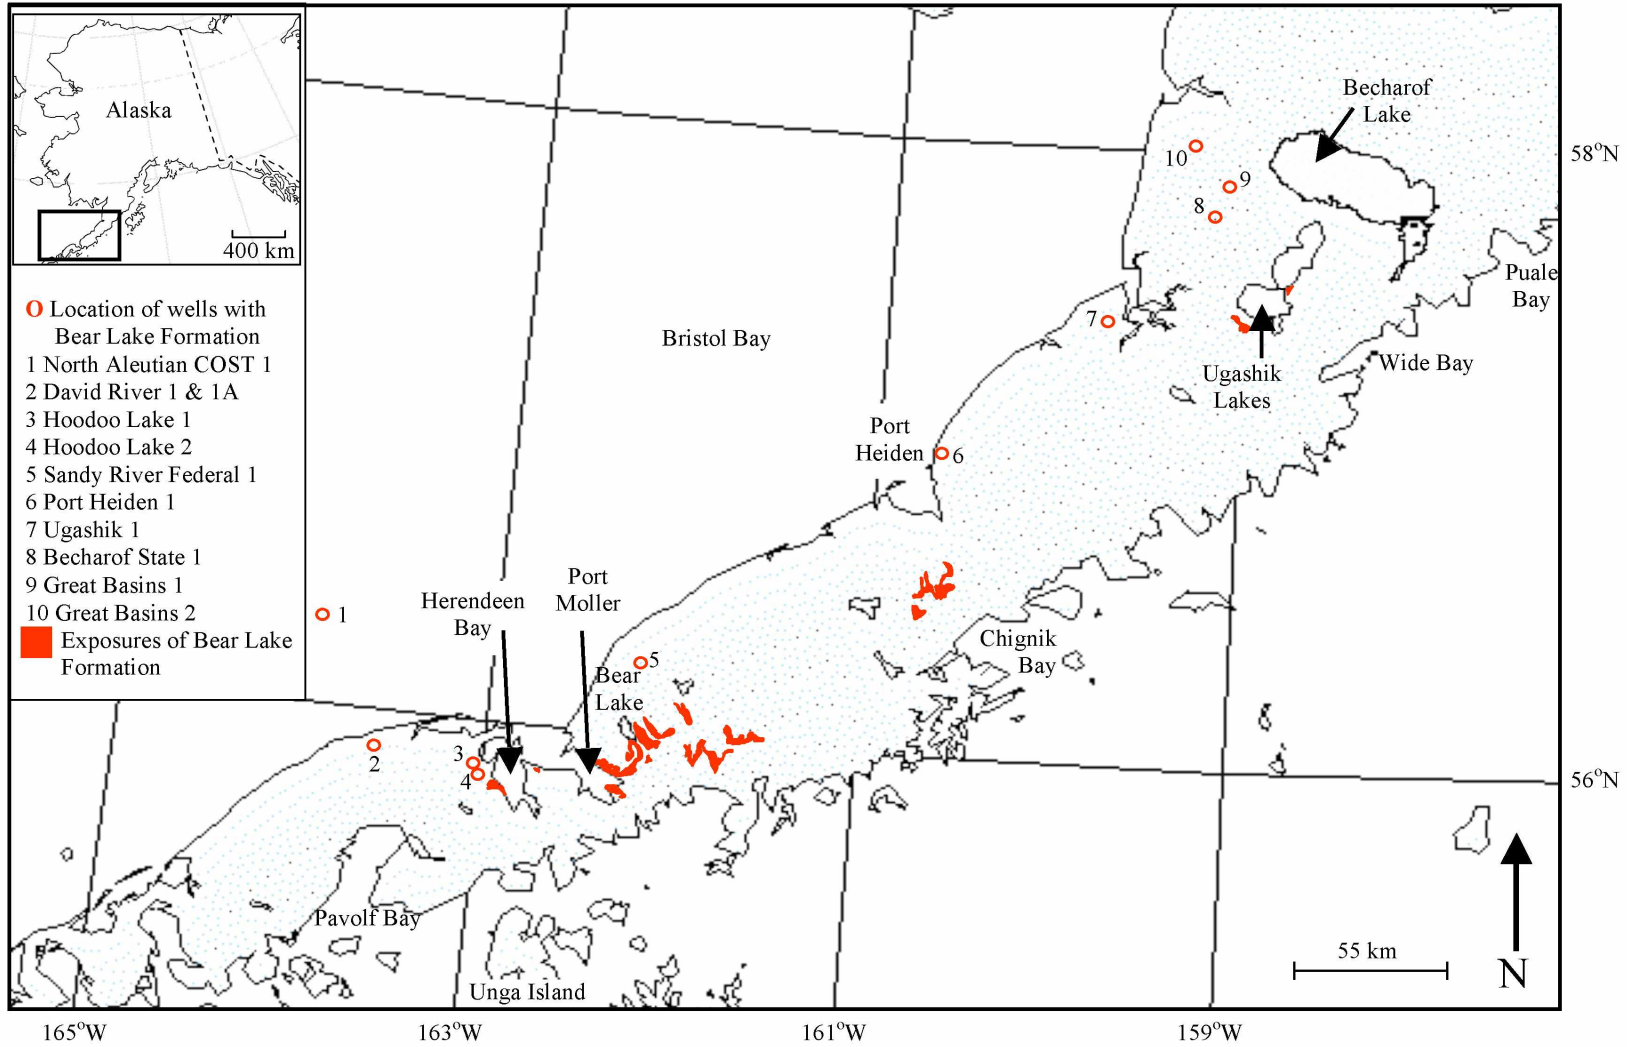 Alaska
400 km
O Location of wells with
Bear Lake Formation
1 North Aleutian COST 1
2 David River 1 & 1A
3 Hoodoo Lake 1
4 Hoodoo Lake 2
5 Sandy River Federal 1
6 Port Heiden 1
7 Ugashik 1
8 Becharof State 1
9 Great Basins 1
10 Great Basins 2
Exposures of Bear Lake
Formation
Becharof
Lake
58°N
10
9
8
Puale
Bay
7
Bristol Bay
Wide Bay
Ugashik
Lakes
Port
Heiden
6
Port
Moller
Herendeen
Bay
1
Chignik
Bay
5
Bear
Lake
3
2
4
56°N
Pavolf Bay
Unga Island
55 km
N
165°W
163°W
161°W
159°W